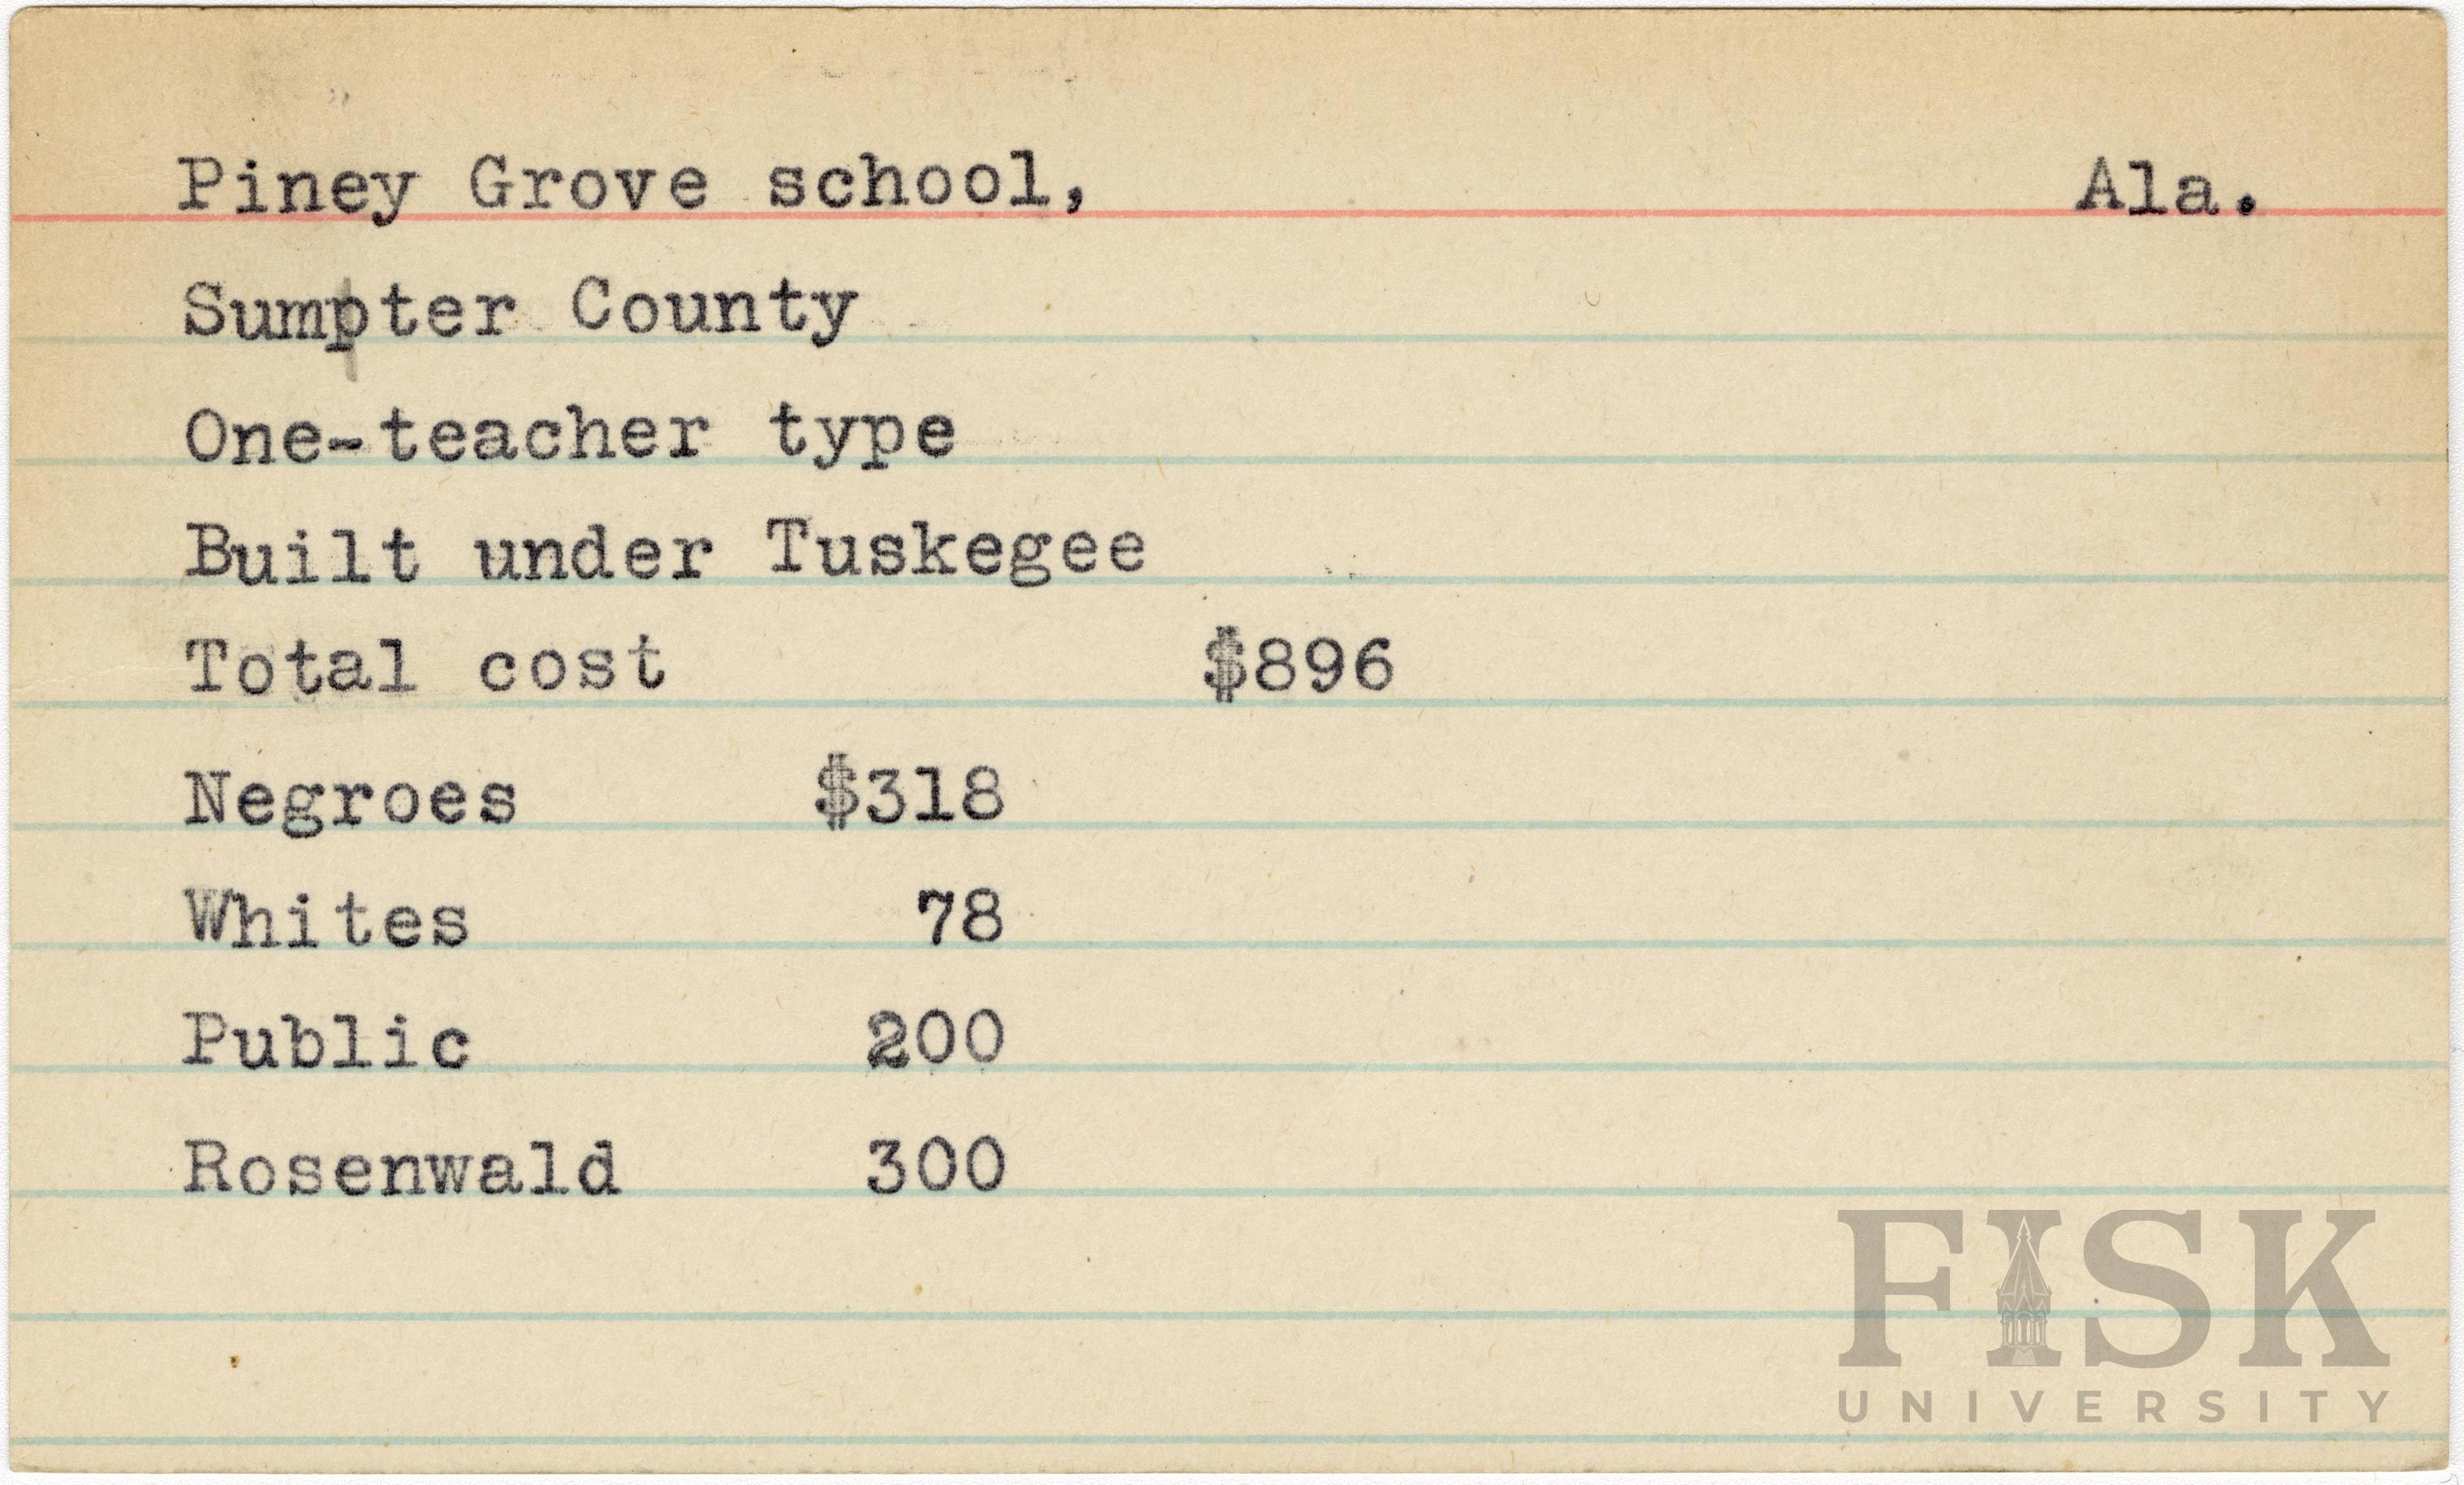 Piney Grove school, Ala.
Sumpter County
One-teacher type
Built under Tuskegee
Total cost $896
Negroes $318
Whites 78
Public 200
Rosenwald 300
FISK
UNIVERSITY